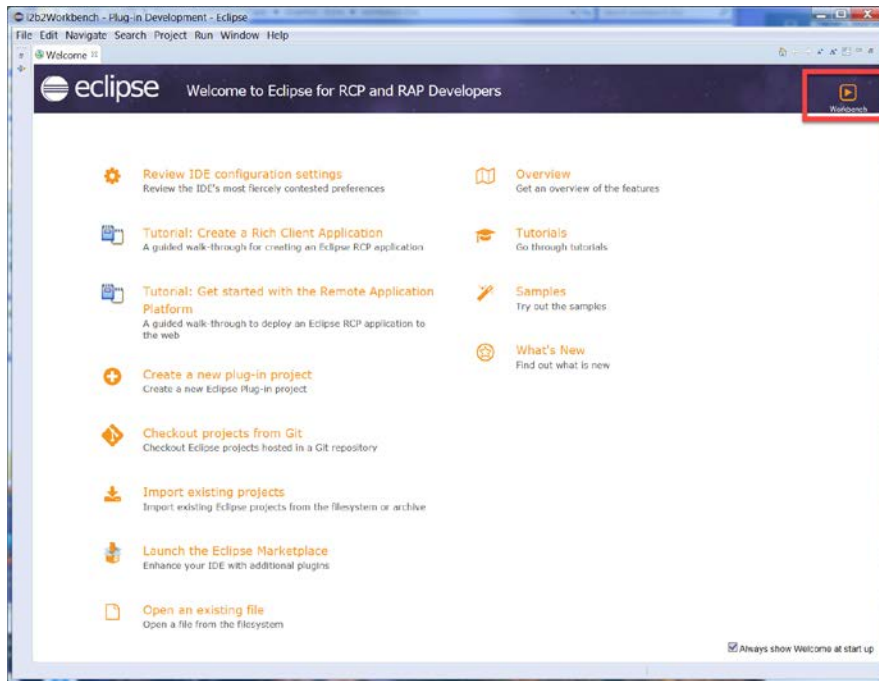 i2b2Workbench - Plug-in Development - Eclipse
File Edit Navigate Search Project Run Window Help
Welcome
eclipse
Welcome to Eclipse for RCP and RAP Developers
Workbench
Review IDE configuration settings
Review the IDE's most fiercely contested preferences
Tutorial: Create a Rich Client Application
A guided walk-through for creating an Eclipse RCP application
Tutorial: Get started with the Remote Application
Platform
A guided walk-through to deploy an Eclipse RCP application to
the web
Create a new plug-in project
Create a new Eclipse Plug-in project
Checkout projects from Git
Checkout Eclipse projects hosted in a Git repository
Import existing projects
Import existing Eclipse projects from the filesystem or archive
Launch the Eclipse Marketplace
Enhance your IDE with additional plugins
Open an existing file
Open a file from the filesystem
Overview
Get an overview of the features
Tutorials
Go through tutorials
Samples
Try out the samples
What's New
Find out what is new
Always show Welcome at start up